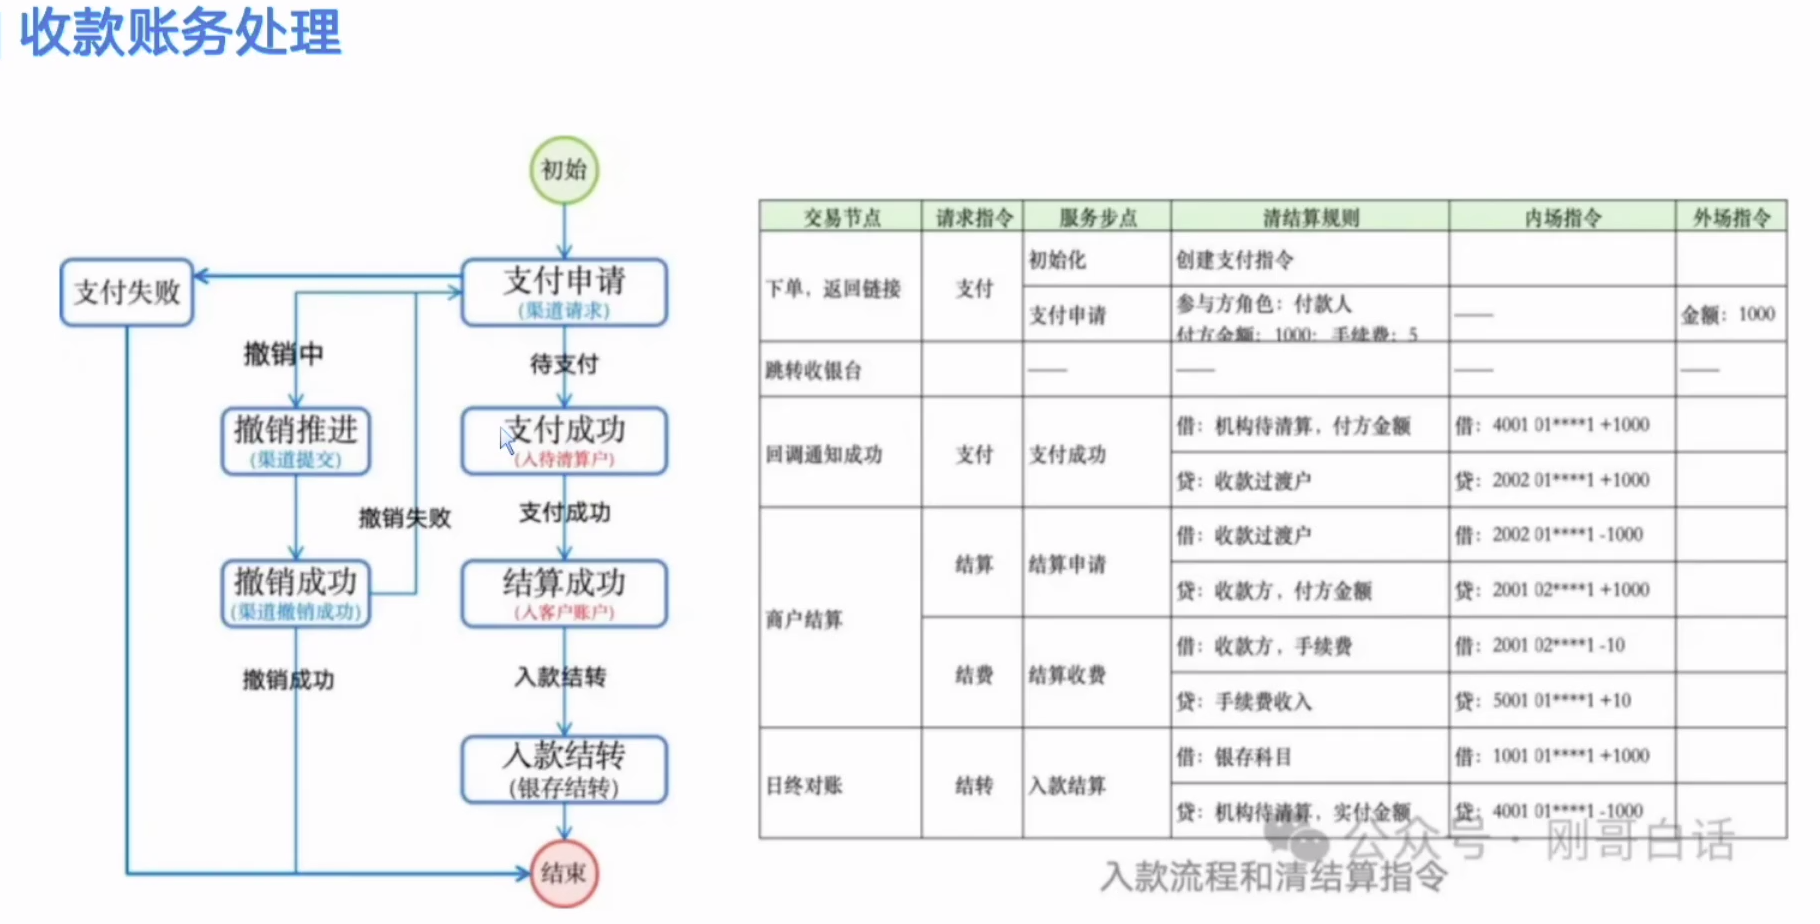 收款账务处理
初始
支付失败
支付申请
(渠道请求)
撤销中
待支付
撤销推进
(渠道提交)
支付成功
(入待清算户)
撤销失败
支付成功
撤销成功
(渠道撤销成功)
结算成功
(入客户账户)
撤销成功
入款结转
入款结转
(银存结转)
结束
交易节点 请求指令 服务步点 清结算规则 内场指令 外场指令
下单，返回链接 支付 初始化 创建支付指令
支付申请 参与方角色：付款人 —— 金额：1000
付方金额：1000；手续费：5
跳转收银台 —— —— —— ——
回调通知成功 支付 支付成功 借：机构待清算，付方金额 借：4001 01****1 +1000
贷：收款过渡户 贷：2002 01****1 +1000
商户结算 结算 结算申请 借：收款过渡户 借：2002 01****1 -1000
贷：收款方，付方金额 贷：2001 02****1 +1000
结费 结算收费 借：收款方，手续费 借：2001 02****1 -10
贷：手续费收入 贷：5001 01****1 +10
日终对账 结转 入款结算 借：银存科目 借：1001 01****1 +1000
贷：机构待清算，实付金额 贷：4001 01****1 -1000
公众号·刚哥白话
入款流程和清结算指令